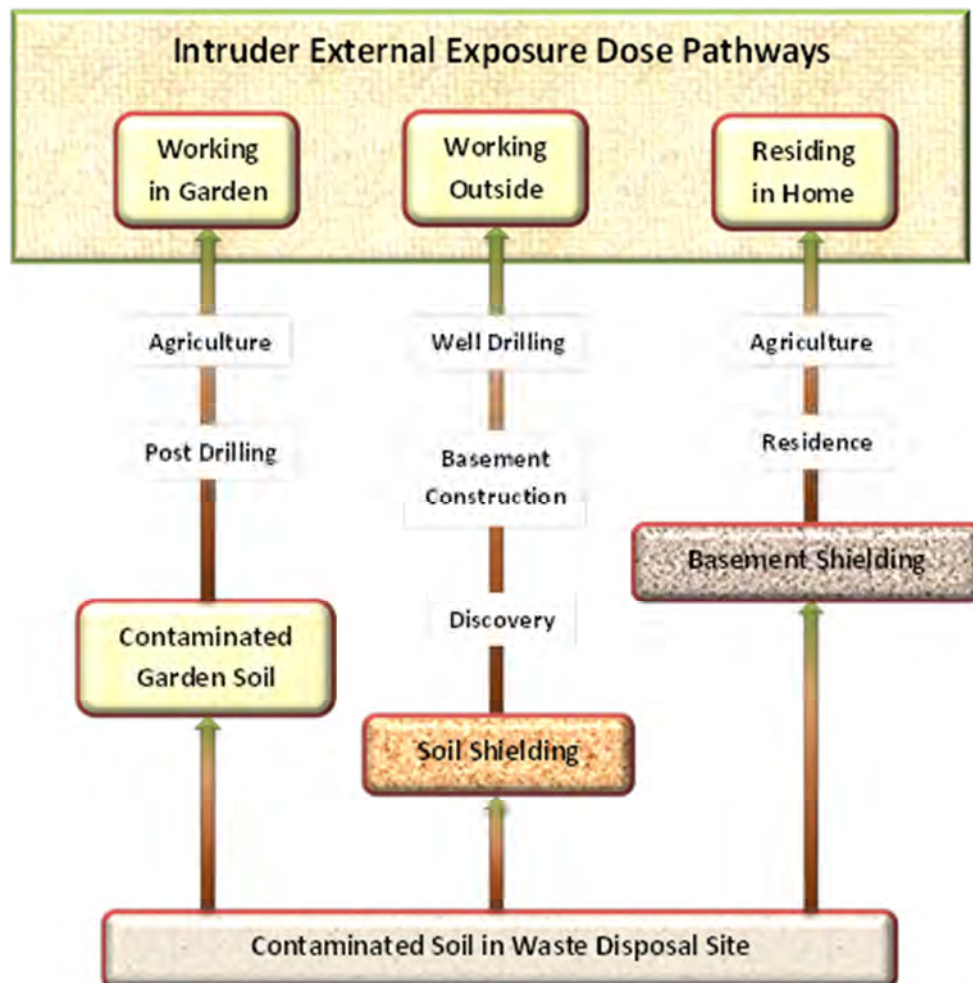 Intruder External Exposure Dose Pathways
Working
in Garden
Working
Outside
Residing
in Home
Agriculture
Well Drilling
Agriculture
Post Drilling
Basement
Construction
Residence
Basement Shielding
Contaminated
Garden Soil
Discovery
Soil Shielding
Contaminated Soil in Waste Disposal Site